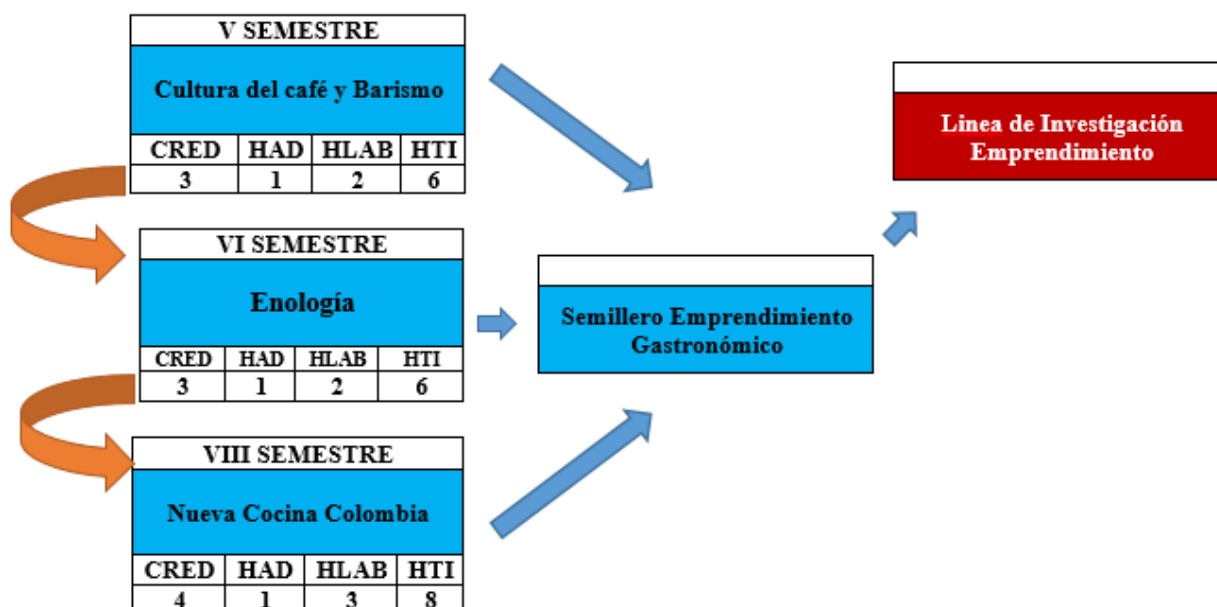 V SEMESTRE
Cultura del café y Barismo
CRED HAD HLAB HTI
3 1 2 6
VI SEMESTRE
Enología
CRED HAD HLAB HTI
3 1 2 6
VIII SEMESTRE
Nueva Cocina Colombia
CRED HAD HLAB HTI
4 1 3 8
Semillero Emprendimiento
Gastronómico
Linea de Investigación
Emprendimiento